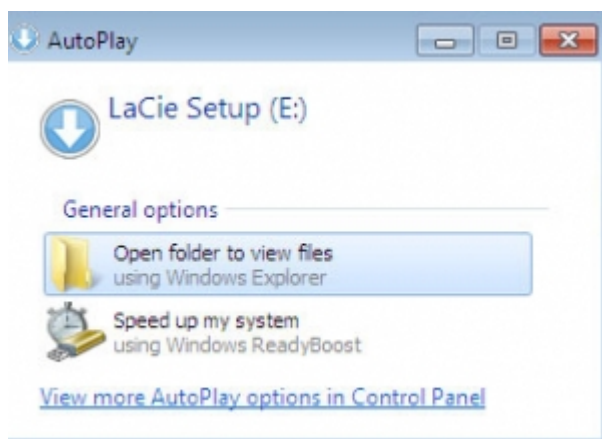 AutoPlay
LaCie Setup (E:)
General options
Open folder to view files
using Windows Explorer
Speed up my system
using Windows ReadyBoost
View more AutoPlay options in Control Panel